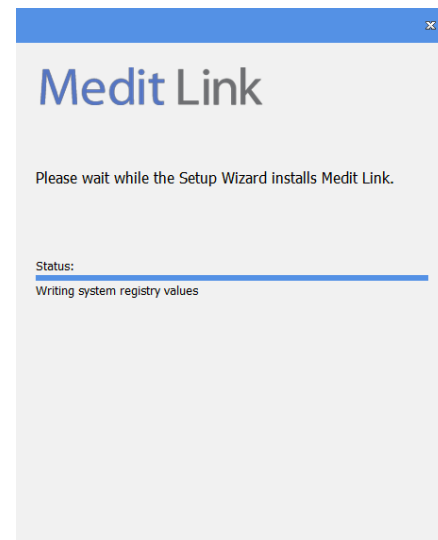 Medit Link
Please wait while the Setup Wizard installs Medit Link.
Status:
Writing system registry values